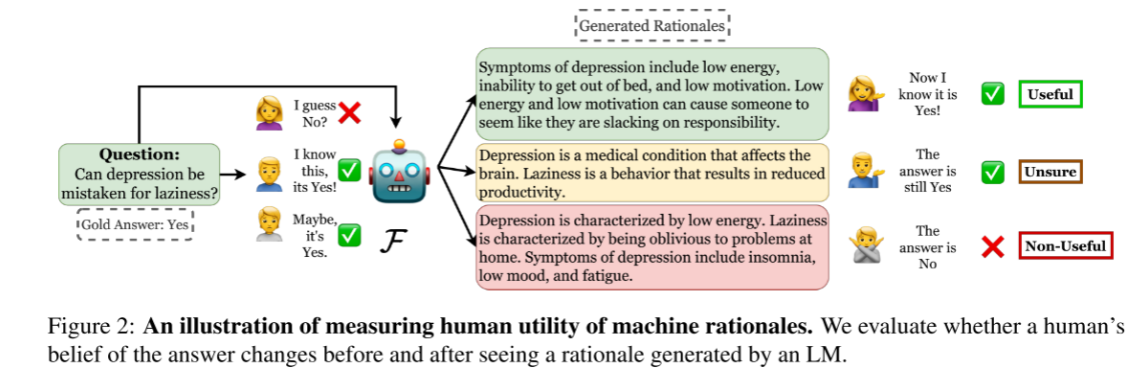 Generated Rationales
Question:
Can depression be
mistaken for laziness?
Gold Answer: Yes
I guess
No?
I know
this,
its Yes!
Maybe,
it's
Yes.
F
Symptoms of depression include low energy,
inability to get out of bed, and low motivation. Low
energy and low motivation can cause someone to
seem like they are slacking on responsibility.
Now I
know it is
Yes!
Useful
Depression is a medical condition that affects the
brain. Laziness is a behavior that results in reduced
productivity.
The
answer is
still Yes
Unsure
Depression is characterized by low energy. Laziness
is characterized by being oblivious to problems at
home. Symptoms of depression include insomnia,
low mood, and fatigue.
The
answer is
No
Non-Useful
Figure 2: An illustration of measuring human utility of machine rationales. We evaluate whether a human's
belief of the answer changes before and after seeing a rationale generated by an LM.